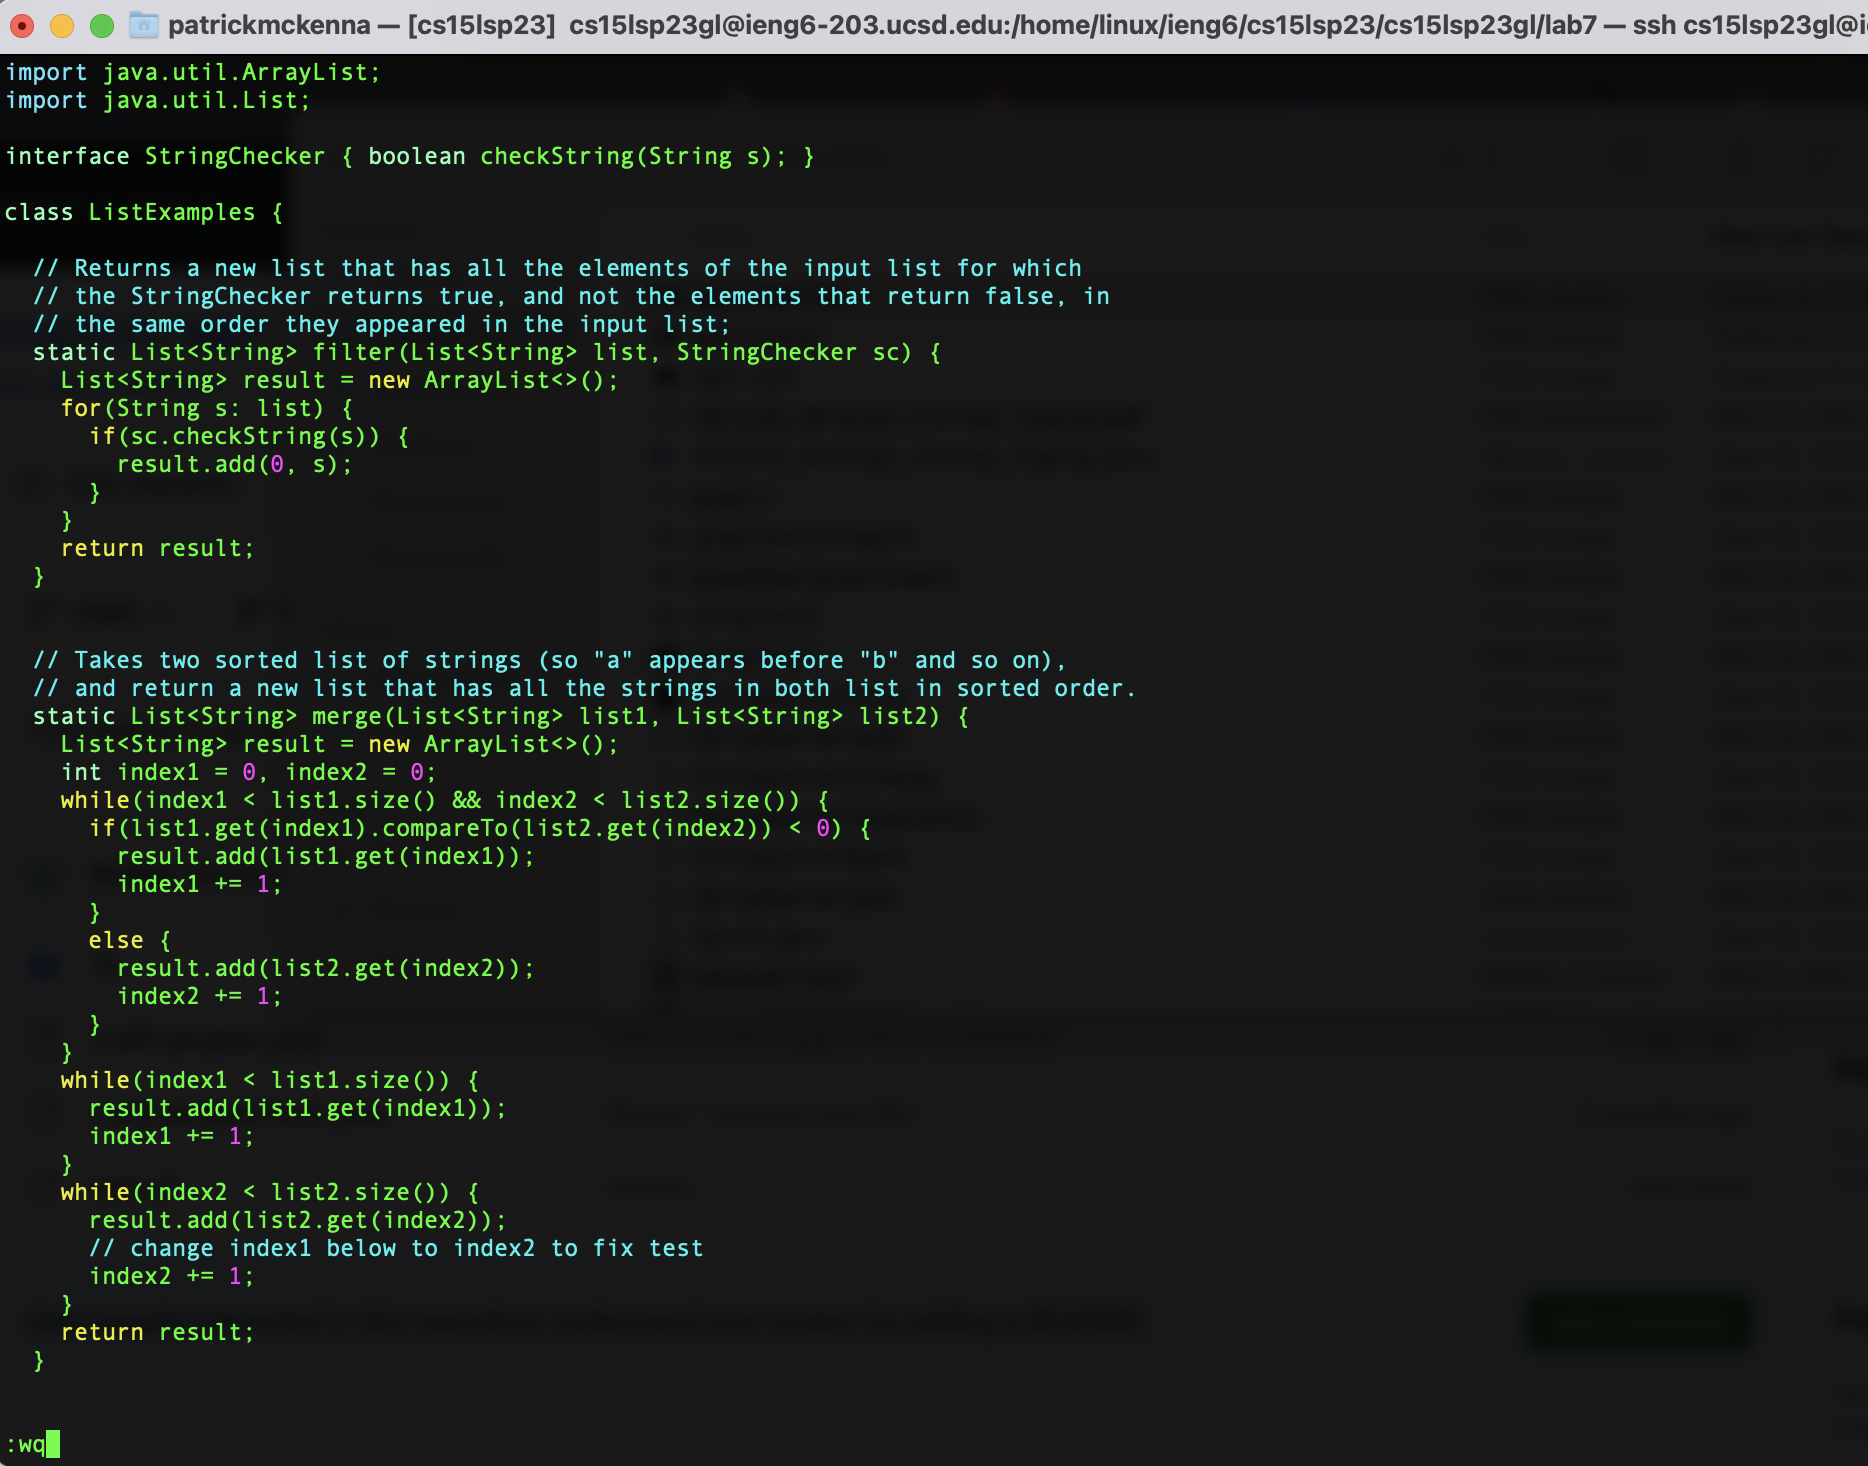 patrickmckenna — [cs15lsp23] cs15lsp23gl@ieng6-203.ucsd.edu:/home/linux/ieng6/cs15lsp23/cs15lsp23gl/lab7 — ssh cs15lsp23gl@i
import java.util.ArrayList;
import java.util.List;
interface StringChecker { boolean checkString(String s); }
class ListExamples {
  // Returns a new list that has all the elements of the input list for which
  // the StringChecker returns true, and not the elements that return false, in
  // the same order they appeared in the input list;
  static List<String> filter(List<String> list, StringChecker sc) {
    List<String> result = new ArrayList<>();
    for(String s: list) {
      if(sc.checkString(s)) {
        result.add(0, s);
      }
    }
    return result;
  }
  // Takes two sorted list of strings (so "a" appears before "b" and so on),
  // and return a new list that has all the strings in both list in sorted order.
  static List<String> merge(List<String> list1, List<String> list2) {
    List<String> result = new ArrayList<>();
    int index1 = 0, index2 = 0;
    while(index1 < list1.size() && index2 < list2.size()) {
      if(list1.get(index1).compareTo(list2.get(index2)) < 0) {
        result.add(list1.get(index1));
        index1 += 1;
      }
      else {
        result.add(list2.get(index2));
        index2 += 1;
      }
    }
    while(index1 < list1.size()) {
      result.add(list1.get(index1));
      index1 += 1;
    }
    while(index2 < list2.size()) {
      result.add(list2.get(index2));
      // change index1 below to index2 to fix test
      index2 += 1;
    }
    return result;
  }
:wq